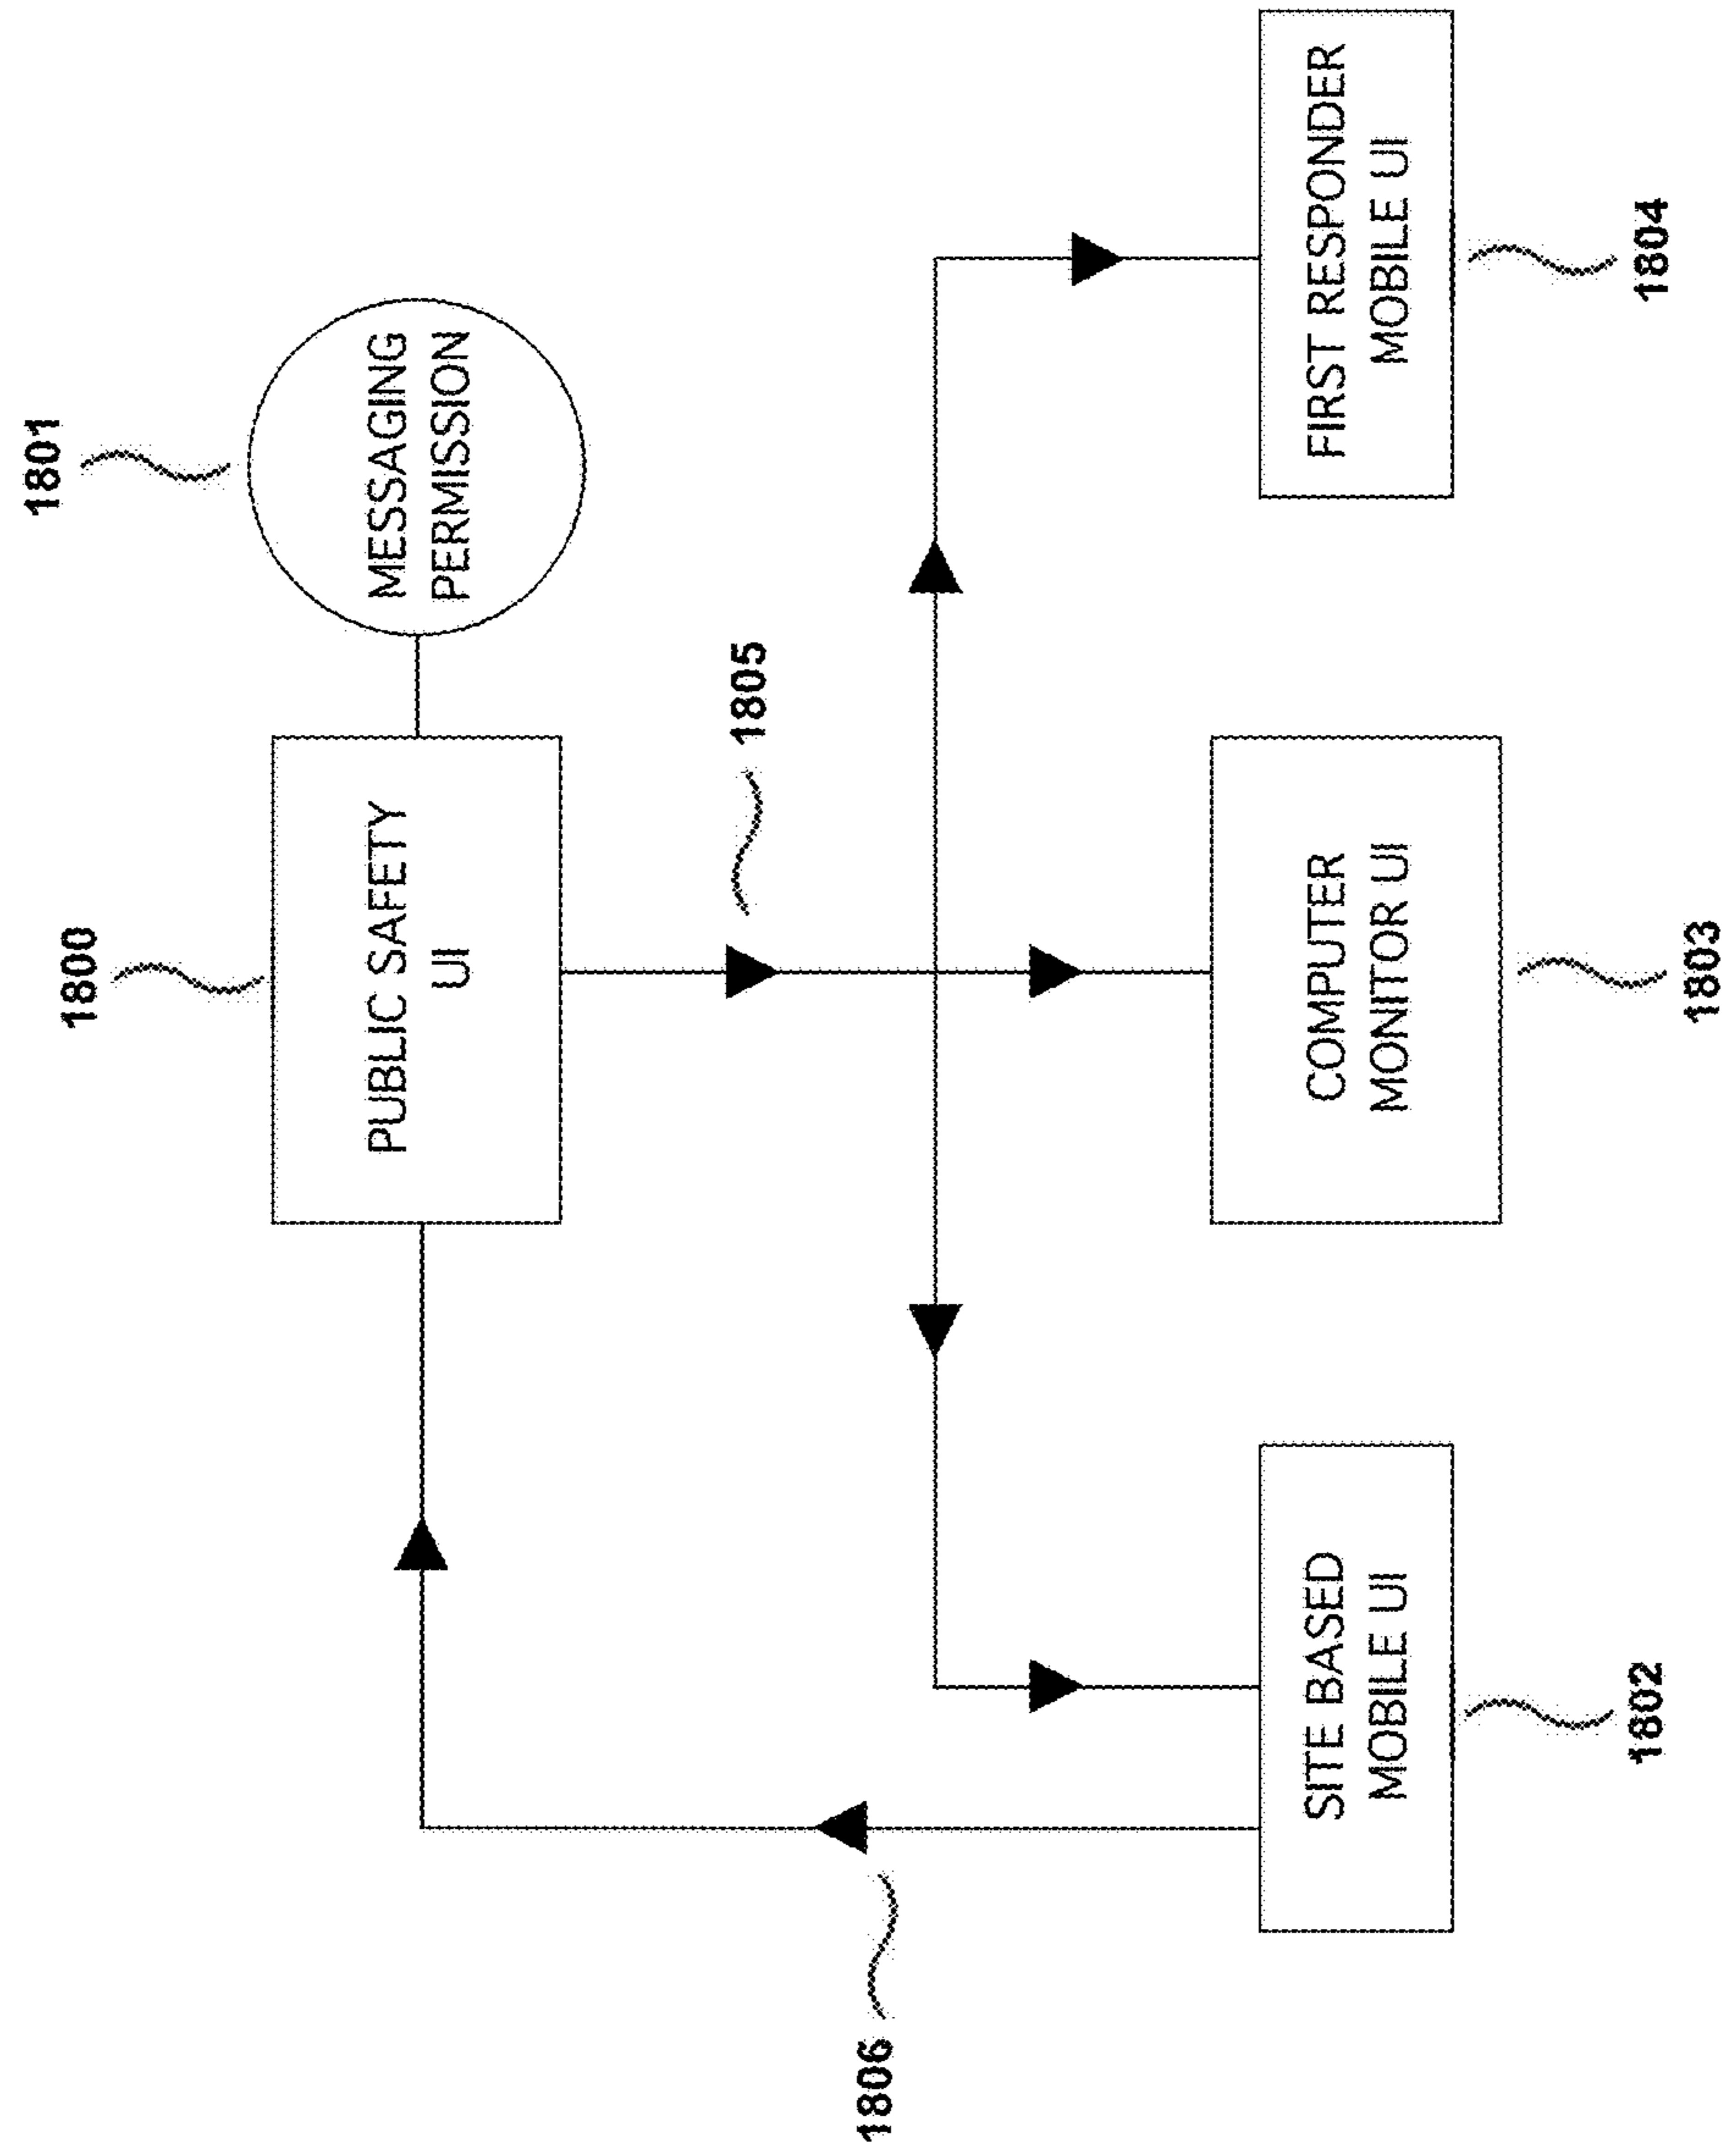 1800
1801
PUBLIC SAFETY
UI
MESSAGING
PERMISSION
1805
1806
SITE BASED
MOBILE UI
COMPUTER
MONITOR UI
FIRST RESPONDER
MOBILE UI
1802
1803
1804